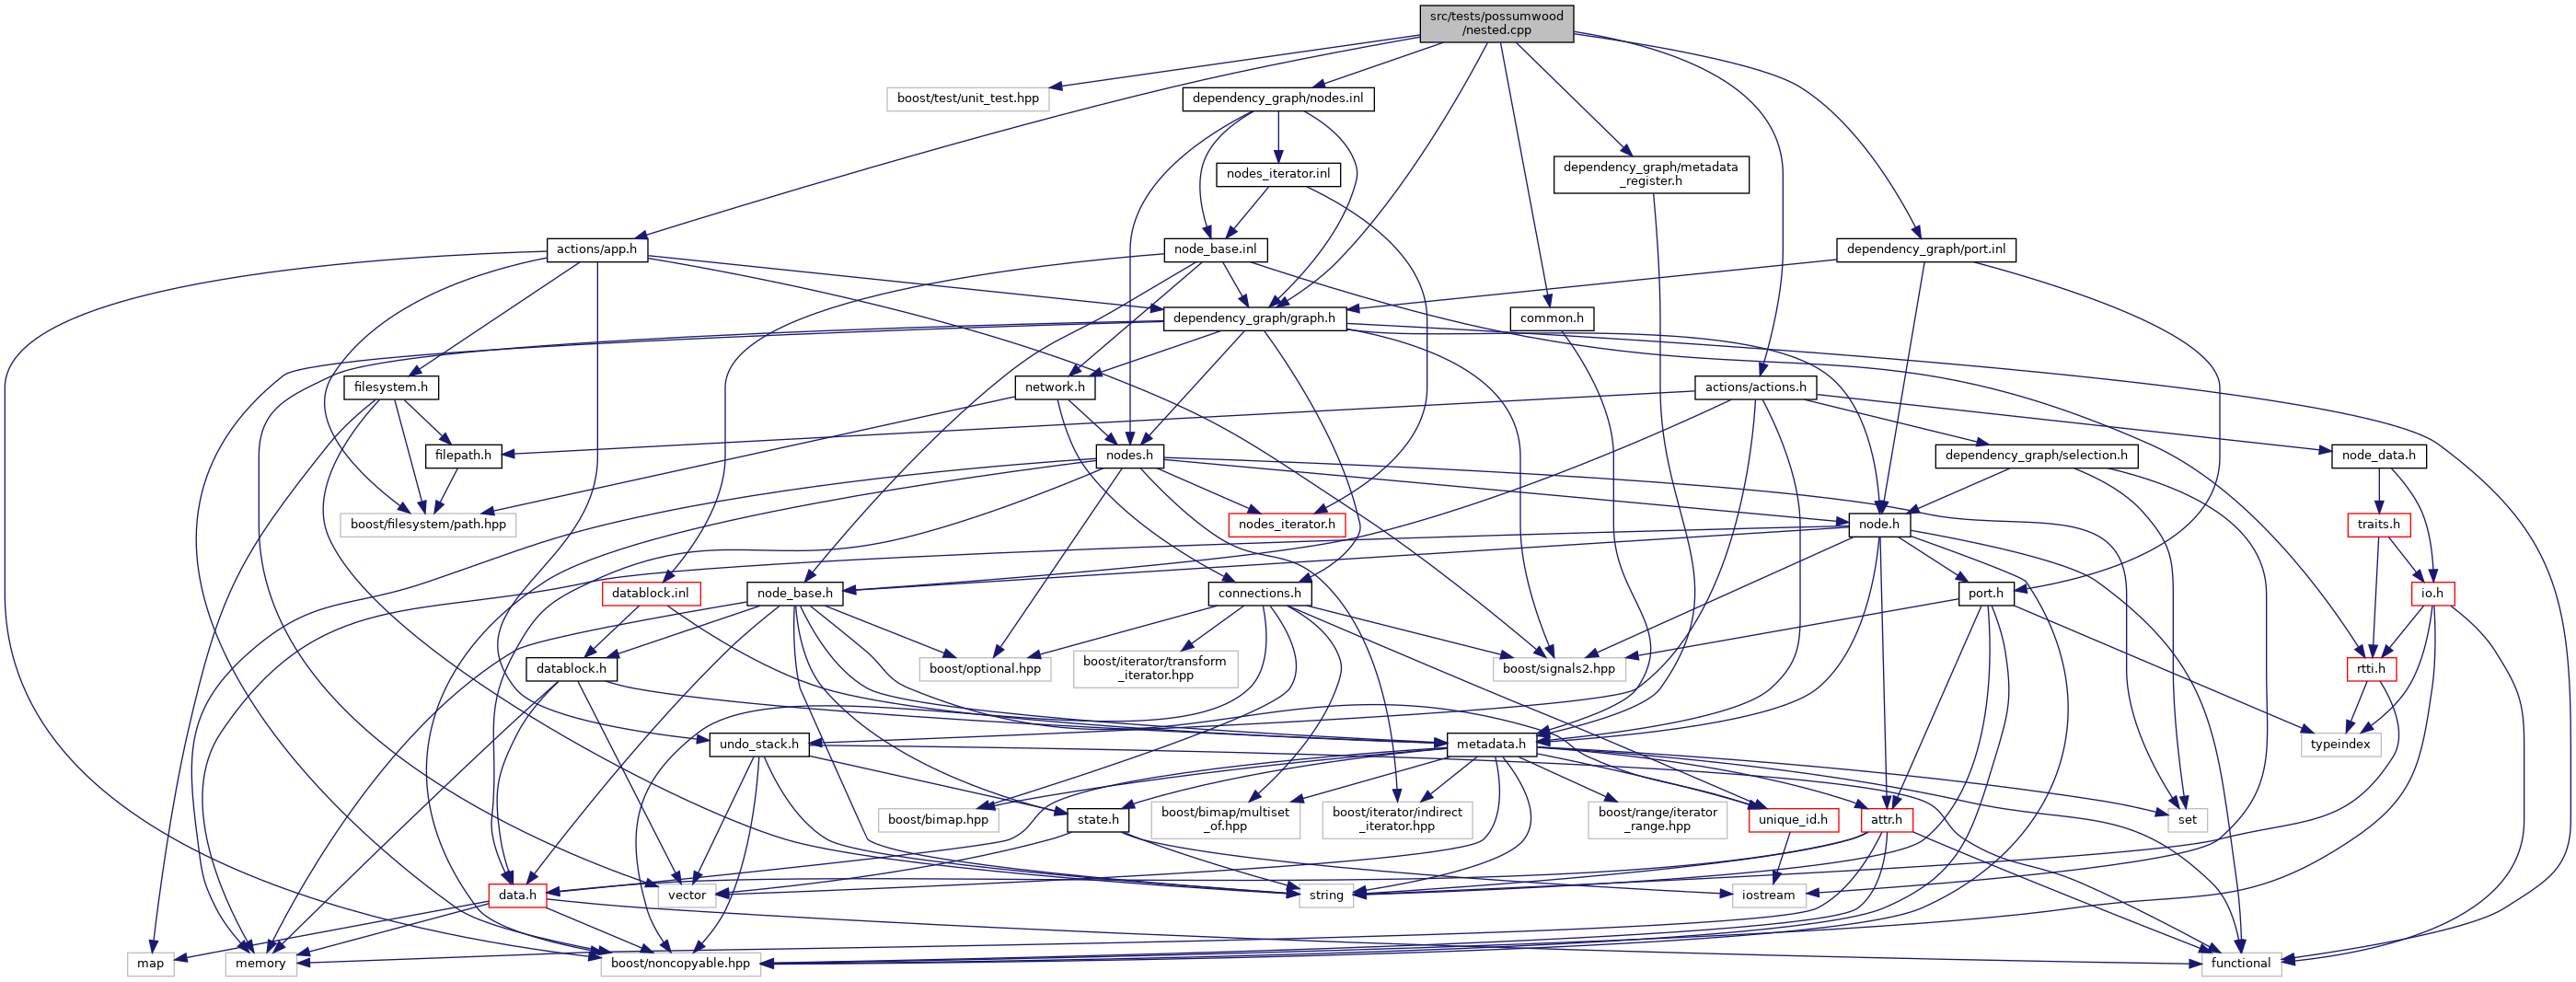 src/tests/possumwood
/nested.cpp
boost/test/unit_test.hpp
dependency_graph/nodes.inl
nodes_iterator.inl
dependency_graph/metadata
_register.h
actions/app.h
node_base.inl
dependency_graph/port.inl
dependency_graph/graph.h
common.h
filesystem.h
network.h
actions/actions.h
filepath.h
nodes.h
dependency_graph/selection.h
node_data.h
boost/filesystem/path.hpp
nodes_iterator.h
node.h
traits.h
datablock.inl
node_base.h
connections.h
port.h
io.h
datablock.h
boost/optional.hpp
boost/iterator/transform
_iterator.hpp
boost/signals2.hpp
rtti.h
undo_stack.h
metadata.h
typeindex
boost/bimap.hpp
state.h
boost/bimap/multiset
_of.hpp
boost/iterator/indirect
_iterator.hpp
boost/range/iterator
_range.hpp
unique_id.h
attr.h
set
data.h
vector
string
iostream
map
memory
boost/noncopyable.hpp
functional